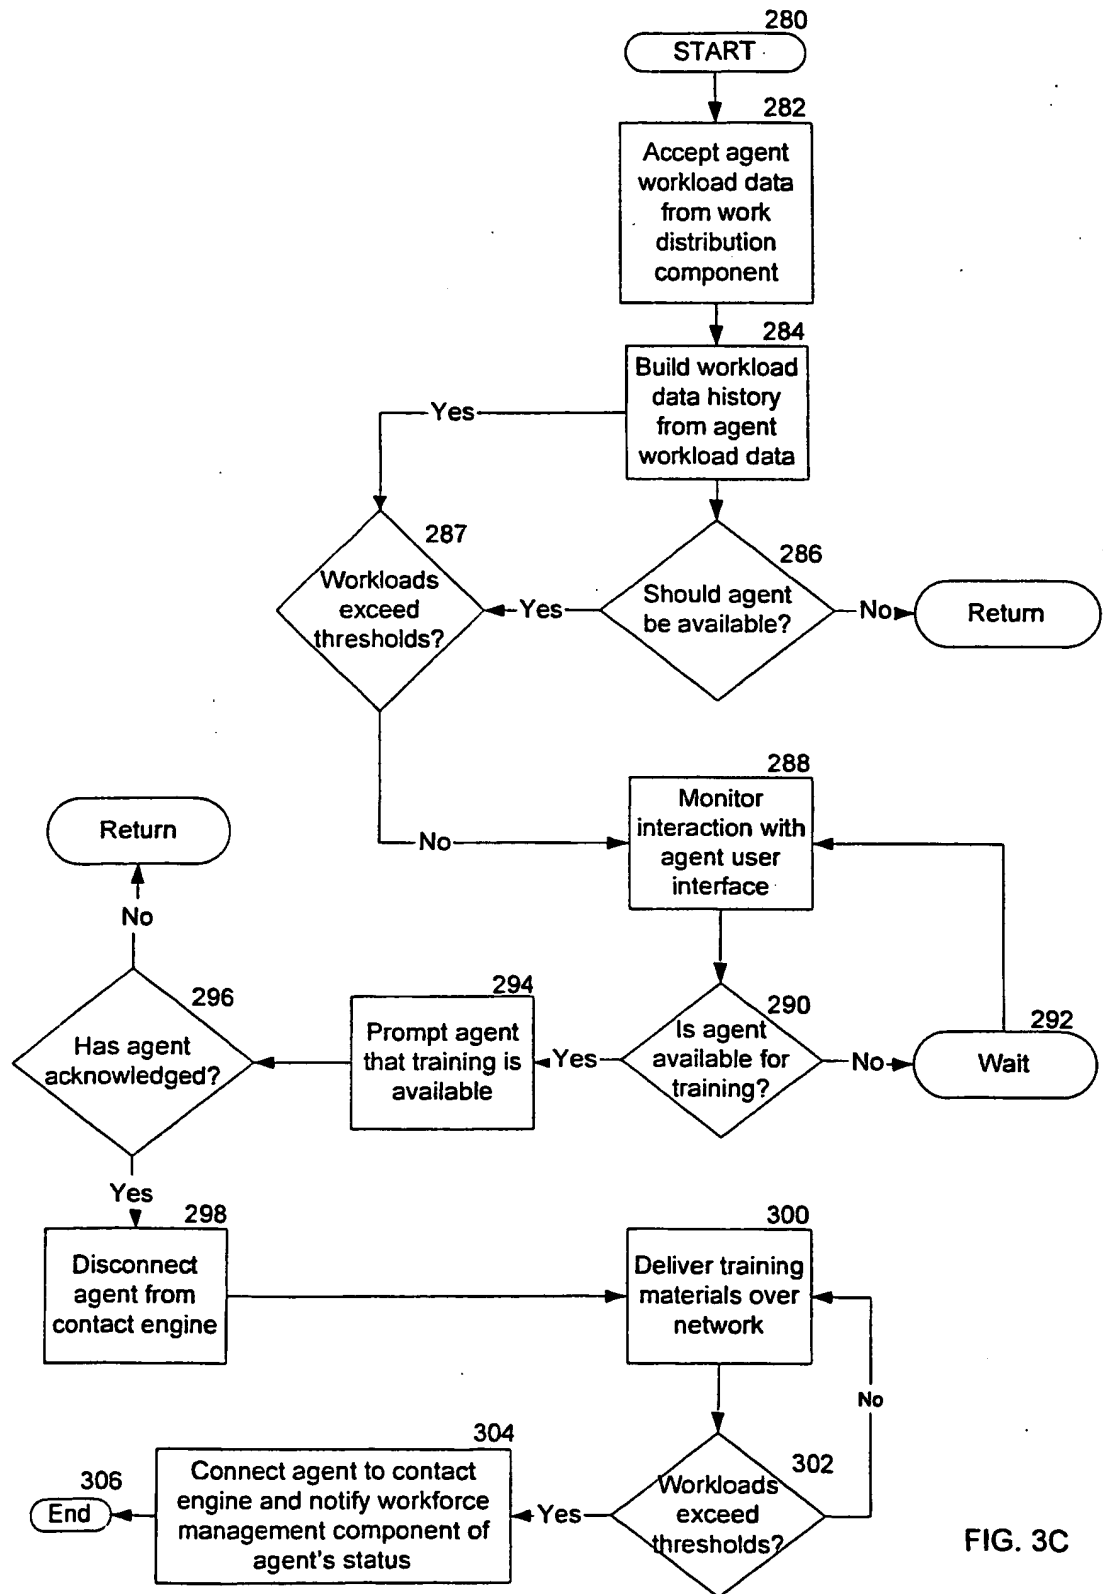 280
START
282
Accept agent
workload data
from work
distribution
component
284
Build workload
data history
from agent
workload data
Yes
287
Workloads
exceed
thresholds?
Yes
286
Should agent
be available?
No
Return
288
Monitor
interaction with
agent user
interface
No
Return
No
296
Has agent
acknowledged?
294
Prompt agent
that training is
available
Yes
290
Is agent
available for
training?
No
292
Wait
Yes
298
Disconnect
agent from
contact engine
300
Deliver training
materials over
network
No
302
Workloads
exceed
thresholds?
Yes
304
Connect agent to contact
engine and notify workforce
management component of
agent's status
306
End
FIG. 3C